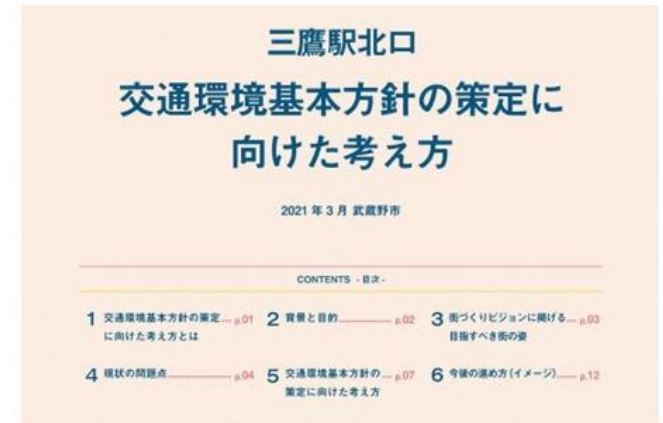 三鷹駅北口
交通環境基本方針の策定に
向けた考え方
2021年3月 武蔵野市
CONTENTS -目次-
1 交通環境基本方針の策定 p.01
に向けた考え方とは
2 背景と目的 p.02
3 街づくりビジョンに掲げる p.03
目指すべき街の姿
4 現状の問題点 p.04
5 交通環境基本方針の p.07
策定に向けた考え方
6 今後の進め方(イメージ) p.12